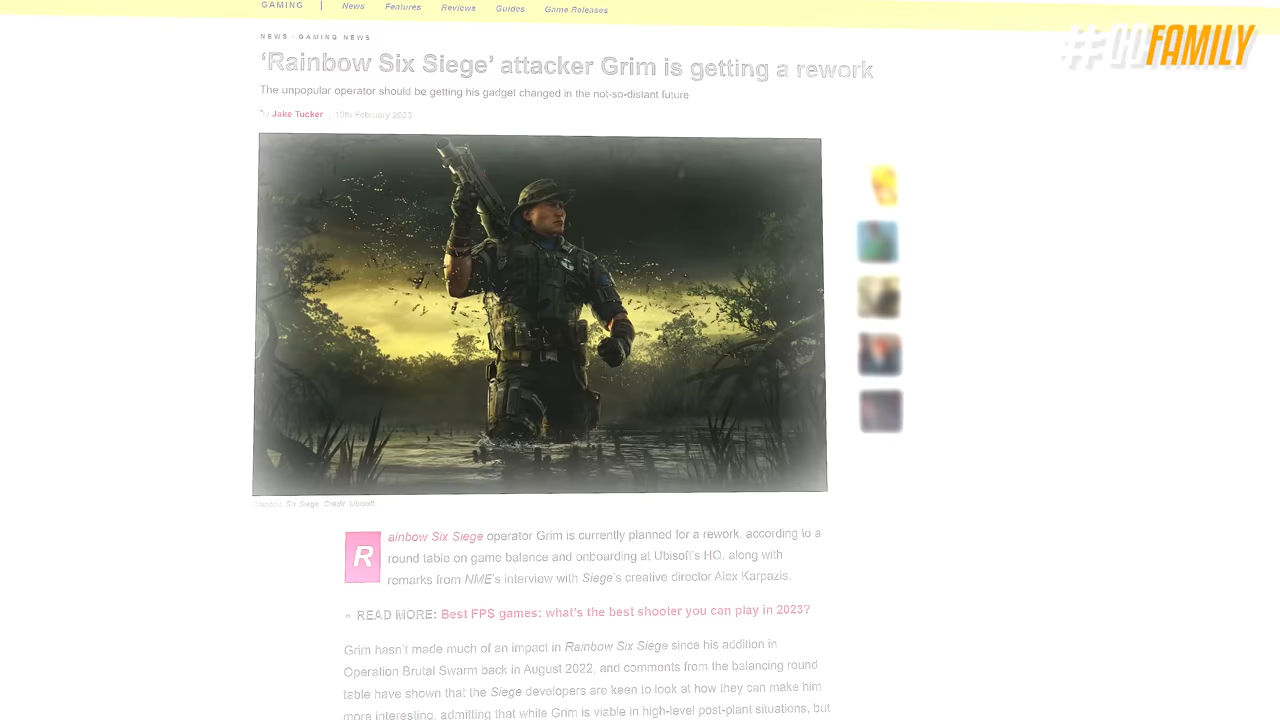 GAMING | News Features Reviews Guides Game Releases
#GOFAMILY
NEWS · GAMING NEWS
‘Rainbow Six Siege’ attacker Grim is getting a rework
The unpopular operator should be getting his gadget changed in the not-so-distant future
By Jake Tucker | 10th February 2023
Rainbow Six Siege. Credit: Ubisoft.
Rainbow Six Siege operator Grim is currently planned for a rework, according to a
round table on game balance and onboarding at Ubisoft’s HQ, along with
remarks from NME’s interview with Siege’s creative director Alex Karpazis.
» READ MORE: Best FPS games: what’s the best shooter you can play in 2023?
Grim hasn’t made much of an impact in Rainbow Six Siege since his addition in
Operation Brutal Swarm back in August 2022, and comments from the balancing round
table have shown that the Siege developers are keen to look at how they can make him
more interesting, admitting that while Grim is viable in high-level post-plant situations, but